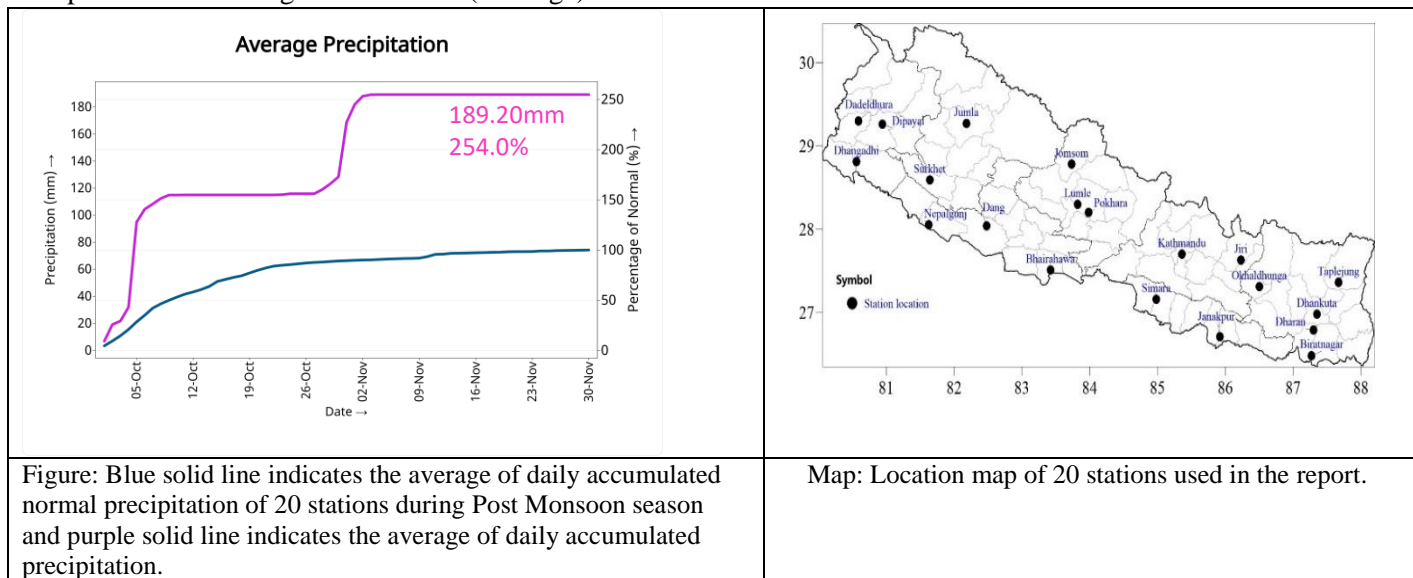 Average Precipitation
189.20mm
254.0%
Precipitation (mm) →
180
160
140
120
100
80
60
40
20
0
250
200
150
100
50
0
Percentage of Normal (%) →
05-Oct
12-Oct
19-Oct
26-Oct
02-Nov
09-Nov
16-Nov
23-Nov
30-Nov
Date →
30
29
28
27
Dadeldhura
Dipayal
Jumla
Dhangadhi
Surkhet
Jomsom
Lumle
Pokhara
Nepalganj
Dang
Bhairahawa
Kathmandu
Jiri
Okhaldhunga
Taplejung
Simara
Dhankuta
Janakpur
Dharan
Biratnagar
Symbol
Station location
81
82
83
84
85
86
87
88
Figure: Blue solid line indicates the average of daily accumulated
normal precipitation of 20 stations during Post Monsoon season
and purple solid line indicates the average of daily accumulated
precipitation.
Map: Location map of 20 stations used in the report.